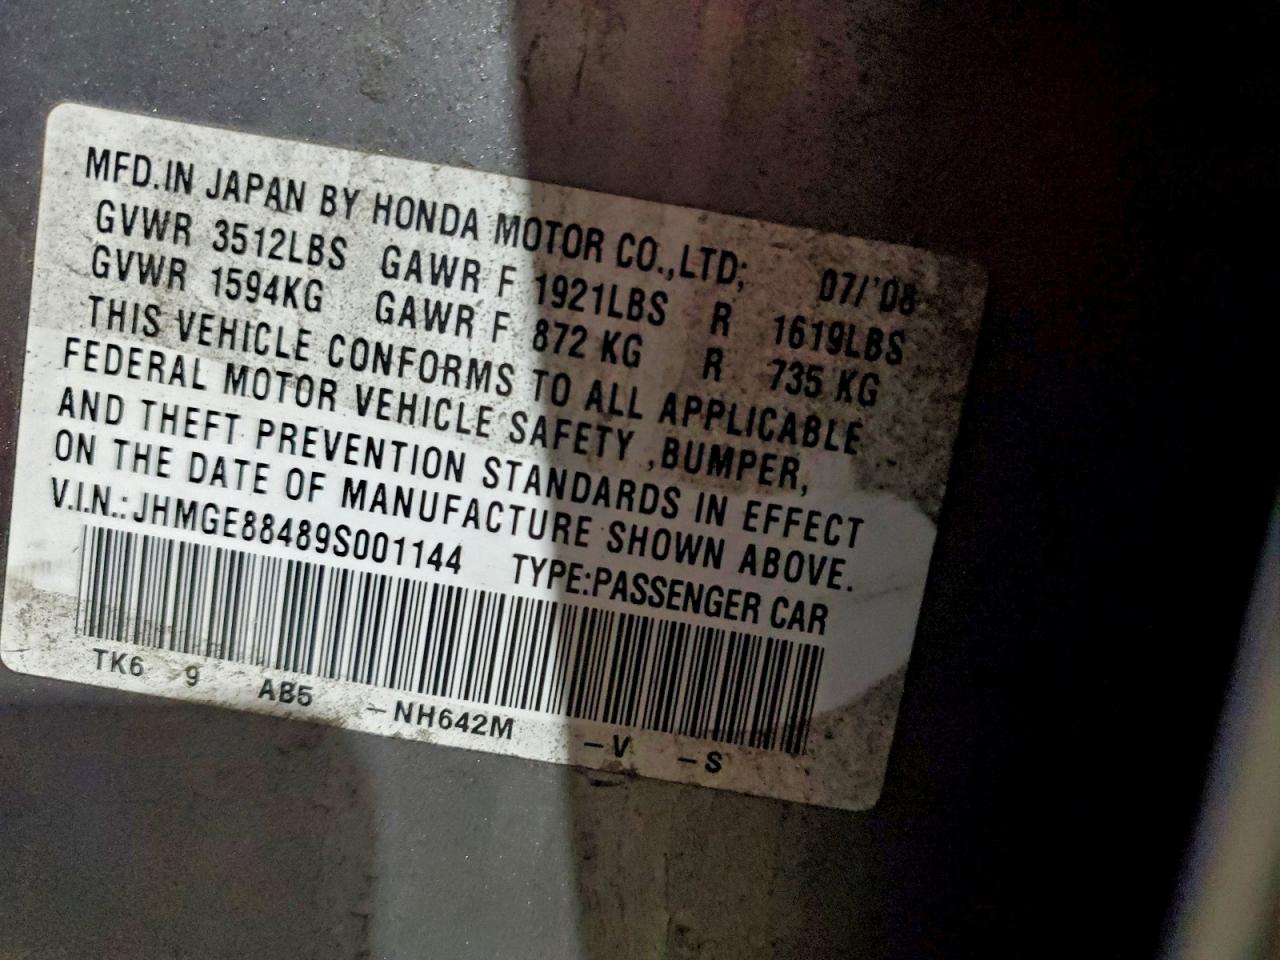 MFD.IN JAPAN BY HONDA MOTOR CO.,LTD; 07/'08
GVWR 3512LBS GAWR F 1921LBS R 1619LBS
GVWR 1594KG GAWR F 872 KG R 735 KG
THIS VEHICLE CONFORMS TO ALL APPLICABLE
FEDERAL MOTOR VEHICLE SAFETY ,BUMPER,
AND THEFT PREVENTION STANDARDS IN EFFECT
ON THE DATE OF MANUFACTURE SHOWN ABOVE.
V.I.N.:JHMGE88489S001144 TYPE:PASSENGER CAR
TK6 9 AB5 -NH642M -V -S